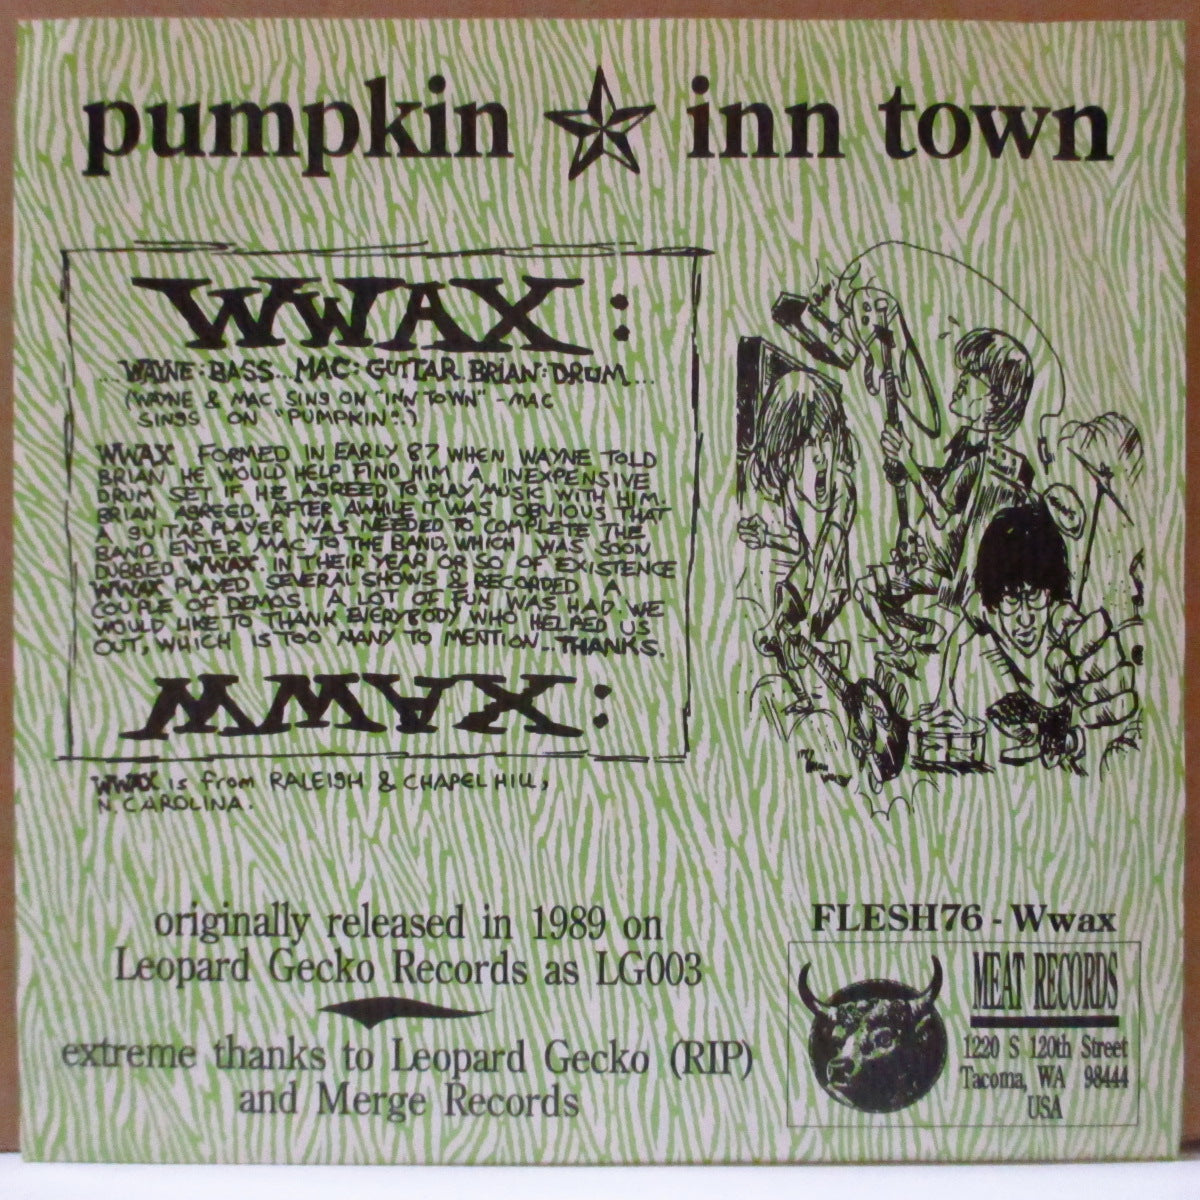 pumpkin ★ inn town
WWAX:
...WAYNE: BASS... MAC: GUITAR. BRIAN: DRUM...
(WAYNE & MAC SING ON "INN TOWN" - MAC
SINGS ON "PUMPKIN".)
WWAX FORMED IN EARLY 87 WHEN WAYNE TOLD
BRIAN HE WOULD HELP FIND HIM A INEXPENSIVE
DRUM SET IF HE AGREED TO PLAY MUSIC WITH HIM.
BRIAN AGREED. AFTER AWHILE IT WAS OBVIOUS THAT
A GUITAR PLAYER WAS NEEDED TO COMPLETE THE
BAND. ENTER MAC TO THE BAND, WHICH WAS SOON
DUBBED WWAX. IN THEIR YEAR OR SO OF EXISTENCE
WWAX PLAYED SEVERAL SHOWS & RECORDED A
COUPLE OF DEMOS. A LOT OF FUN WAS HAD. WE
WOULD LIKE TO THANK EVERYBODY WHO HELPED US
OUT, WHICH IS TOO MANY TO MENTION... THANKS.
WWAX:
WWAX is from RALEIGH & CHAPEL HILL,
N. CAROLINA.
originally released in 1989 on
Leopard Gecko Records as LG003
extreme thanks to Leopard Gecko (RIP)
and Merge Records
FLESH76 - Wwax
MEAT RECORDS
1220 S 120th Street
Tacoma, WA 98444
USA